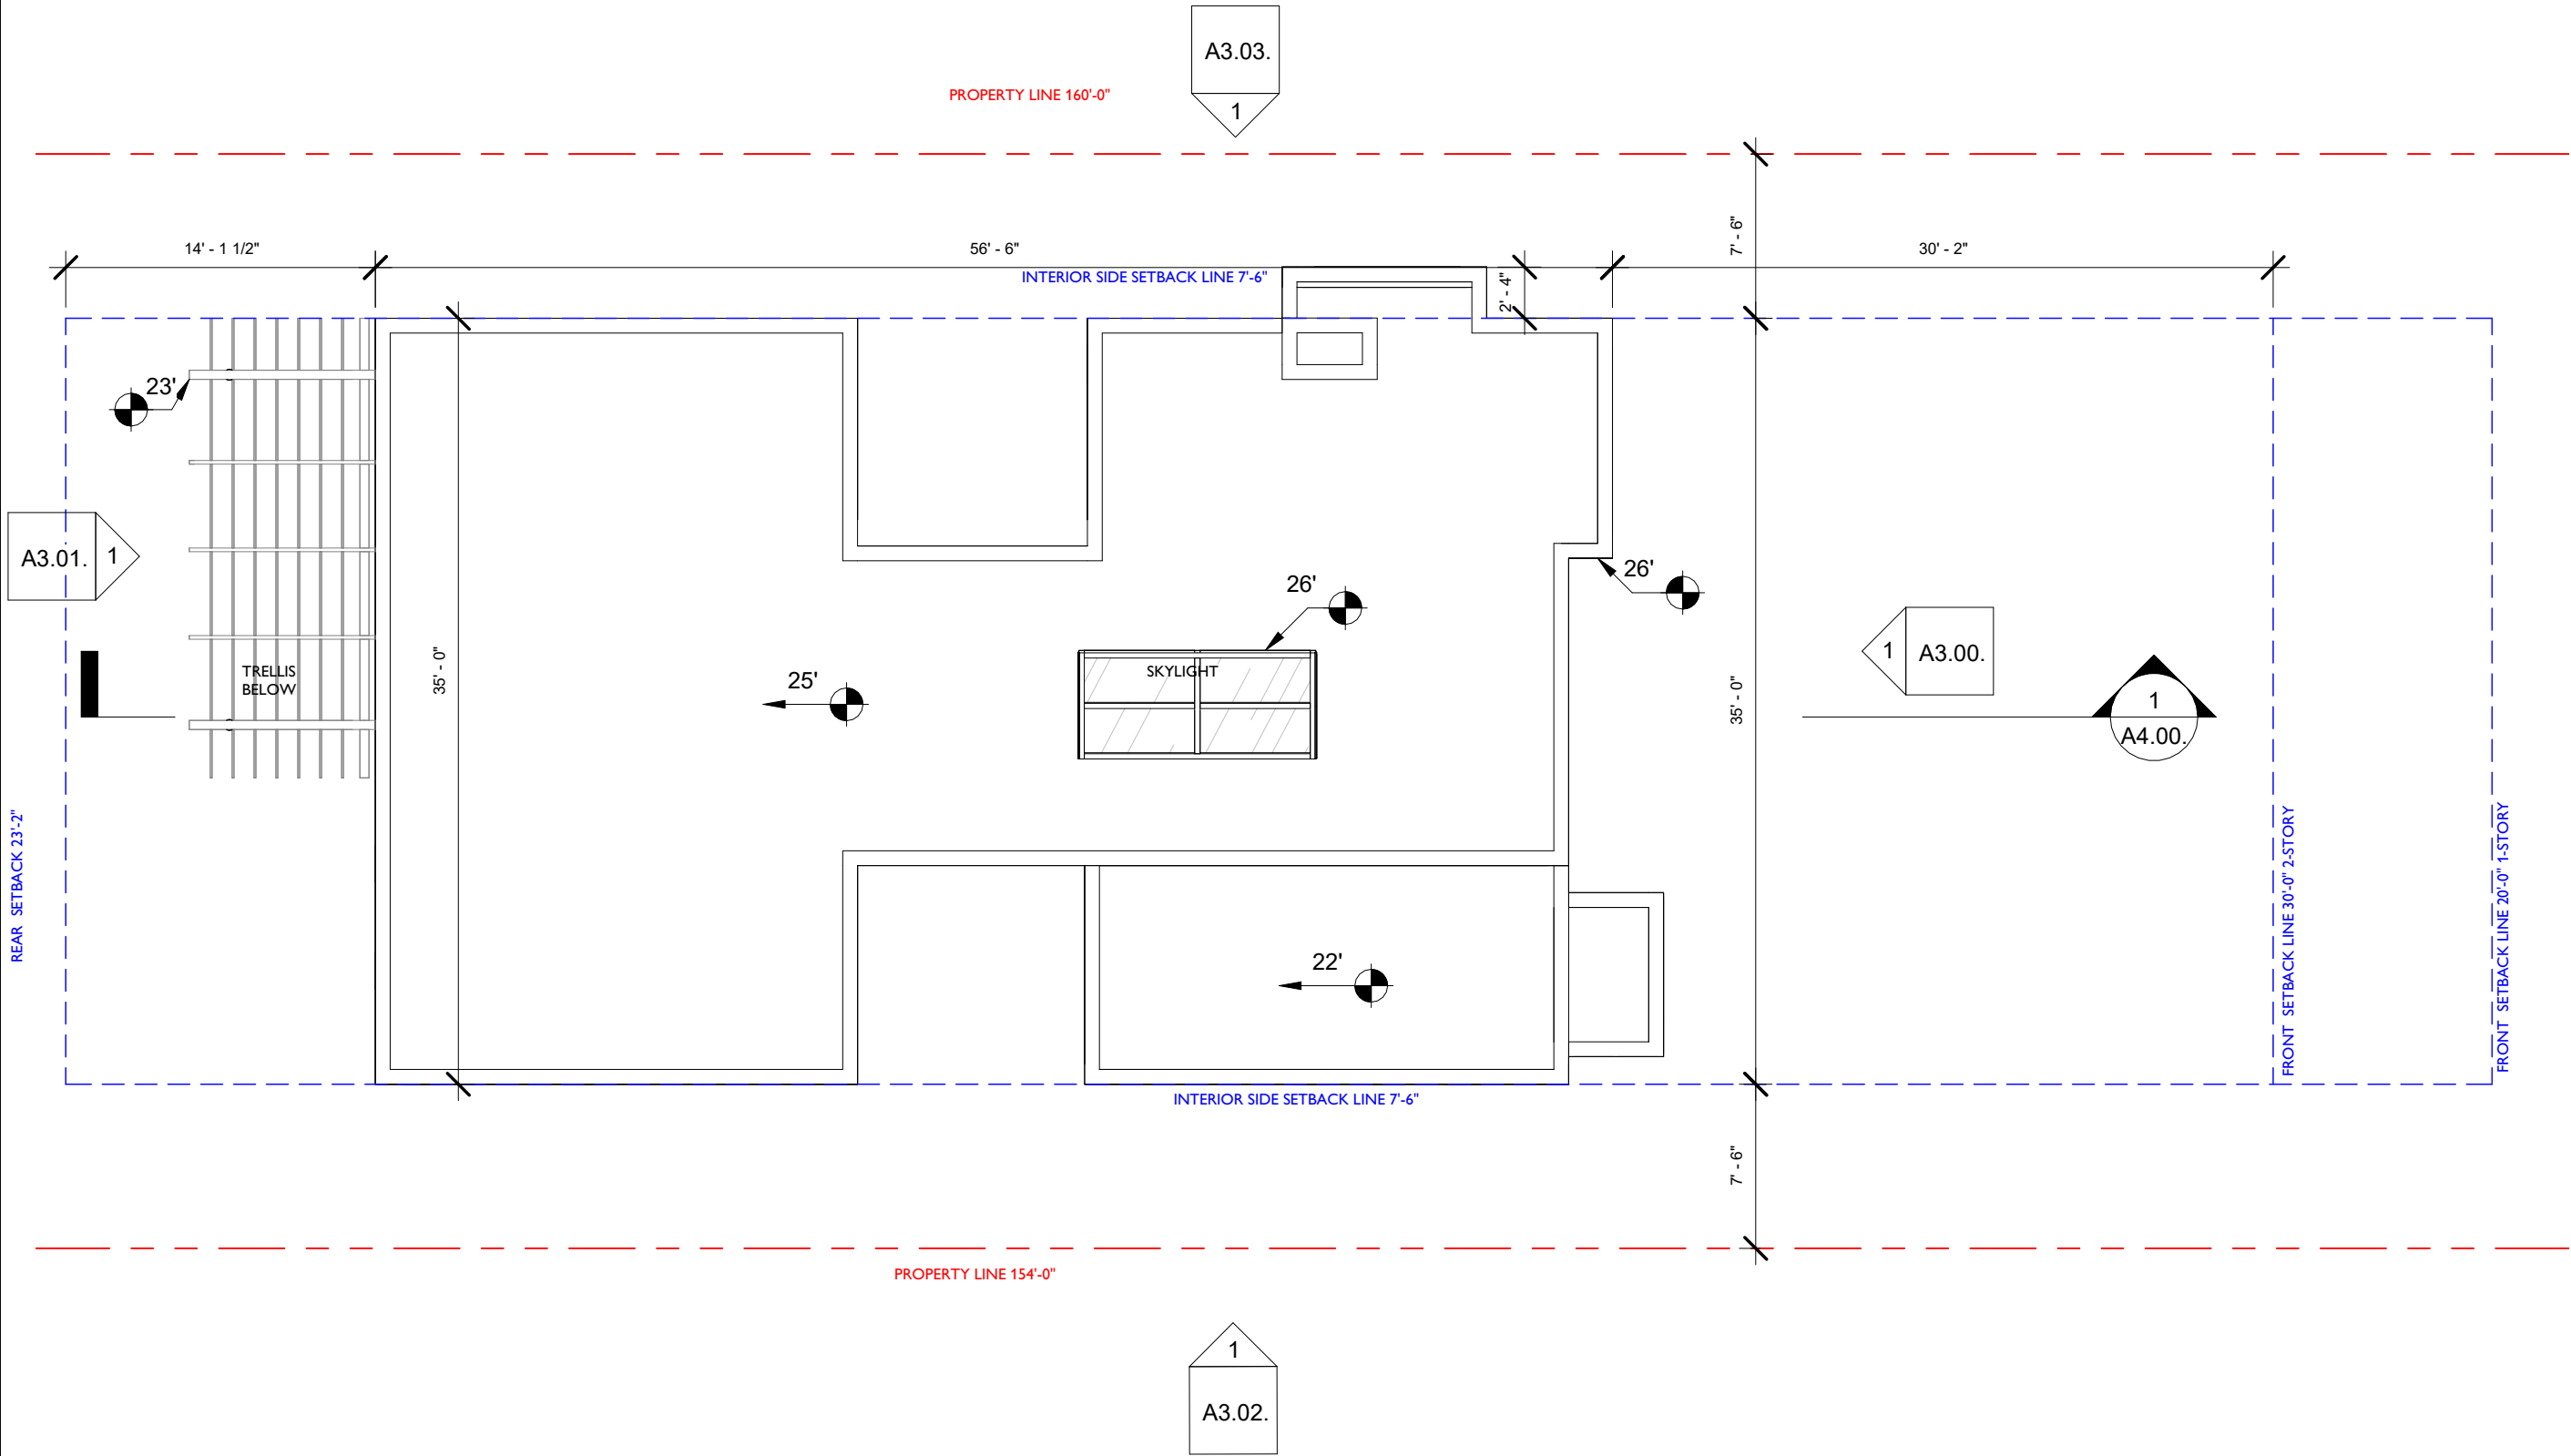 A3.03.
1
PROPERTY LINE 160'-0"
14' - 1 1/2"
56' - 6"
7' - 6"
30' - 2"
INTERIOR SIDE SETBACK LINE 7'-6"
2' - 4"
23'
A3.01.
1
26'
26'
1
A3.00.
TRELLIS
BELOW
35' - 0"
25'
SKYLIGHT
35' - 0"
1
A4.00.
REAR  SETBACK 23'-2"
FRONT  SETBACK LINE 30'-0" 2-STORY
FRONT  SETBACK LINE 20'-0" 1-STORY
22'
INTERIOR SIDE SETBACK LINE 7'-6"
7' - 6"
PROPERTY LINE 154'-0"
1
A3.02.